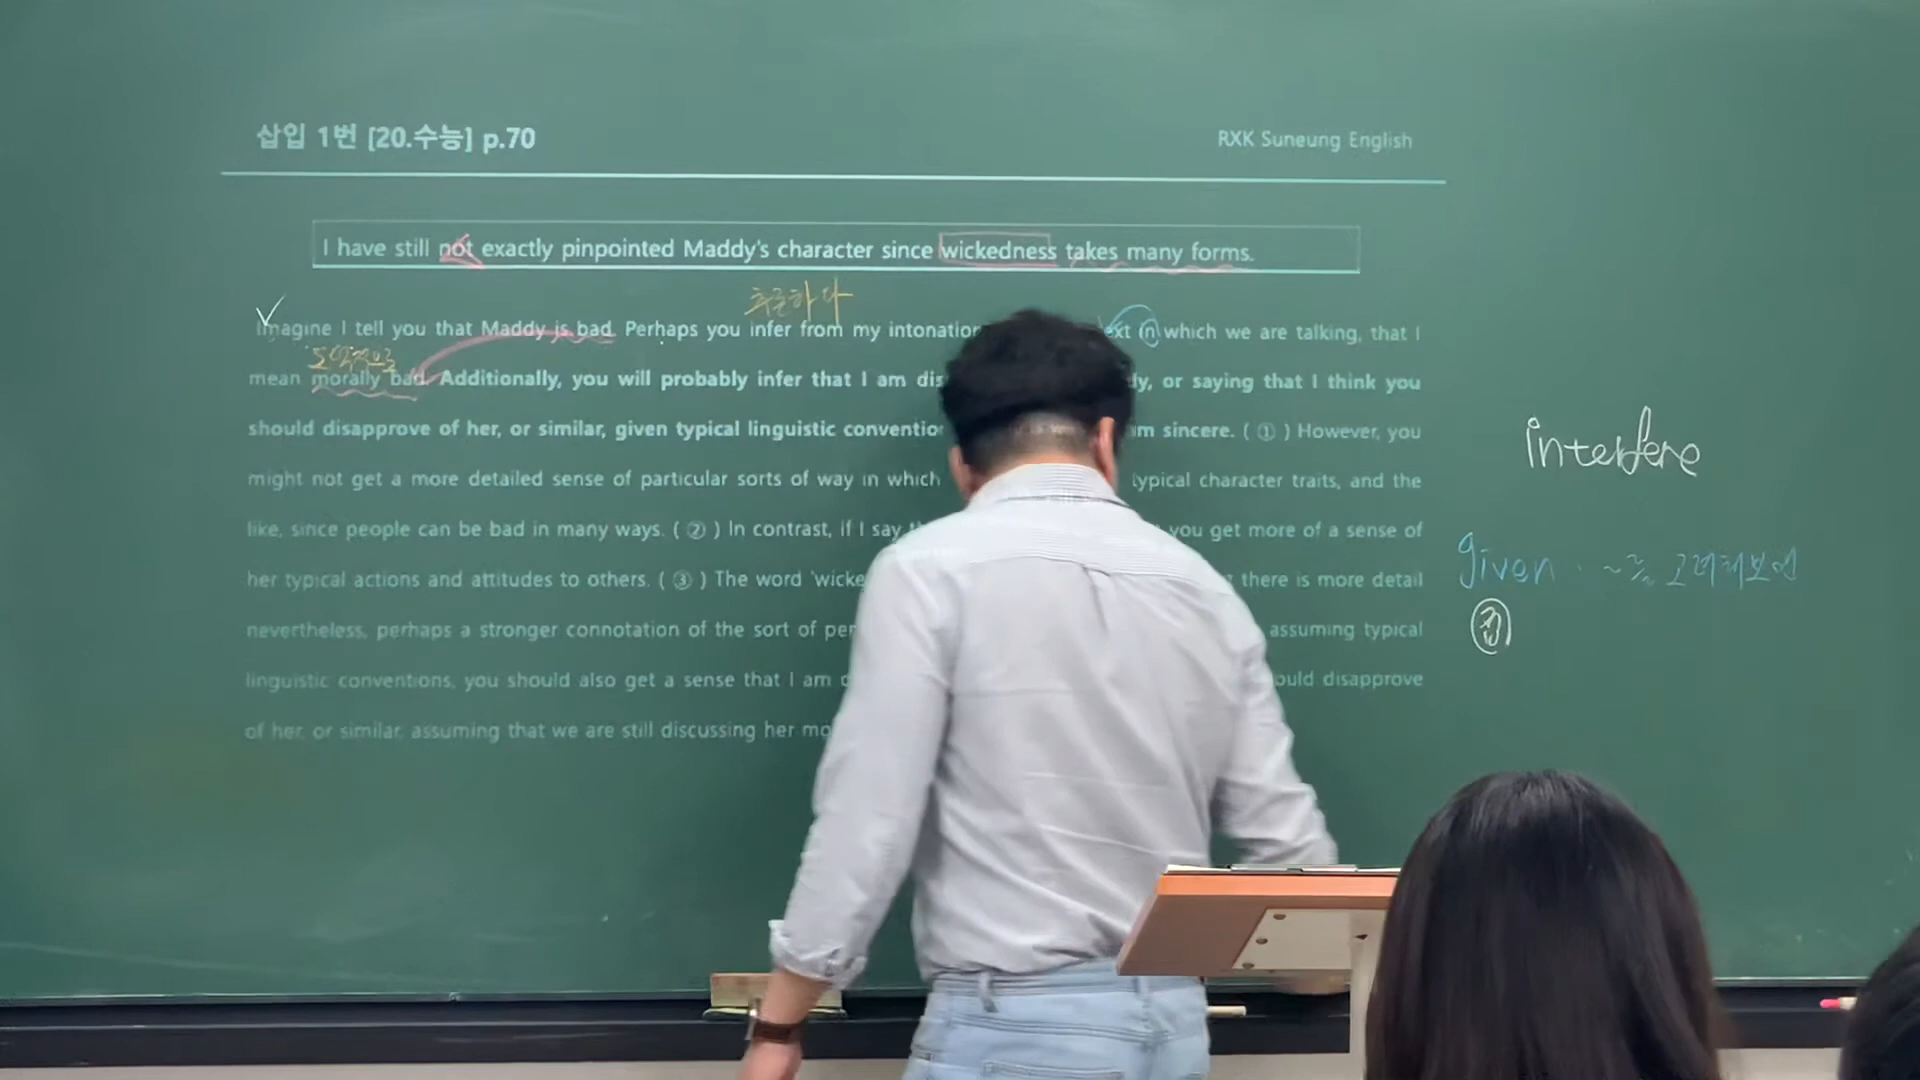 삽입 1번 [20.수능] p.70
RXK Suneung English
I have still not exactly pinpointed Maddy's character since wickedness takes many forms.
추론하다
Imagine I tell you that Maddy is bad. Perhaps you infer from my intonation ext in which we are talking, that I
도덕적으로
mean morally bad. Additionally, you will probably infer that I am dis dy, or saying that I think you
should disapprove of her, or similar, given typical linguistic conventio m sincere. ( ① ) However, you
might not get a more detailed sense of particular sorts of way in which typical character traits, and the
like, since people can be bad in many ways. ( ② ) In contrast, if I say you get more of a sense of
her typical actions and attitudes to others. ( ③ ) The word 'wicke there is more detail
nevertheless, perhaps a stronger connotation of the sort of per assuming typical
linguistic conventions, you should also get a sense that I am ould disapprove
of her, or similar, assuming that we are still discussing her mo
interfere
given ~를 고려해보면
전